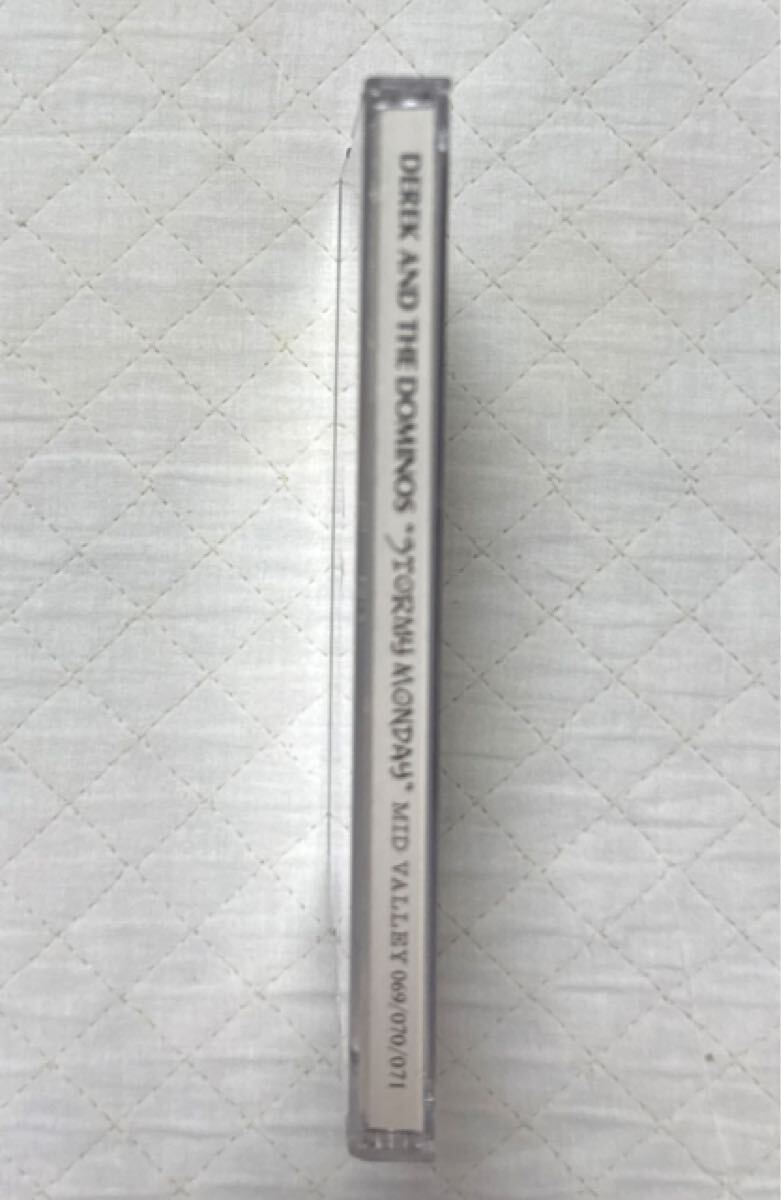 DEREK AND THE DOMINOS "STORMY MONDAY" MID VALLEY 069/070/071